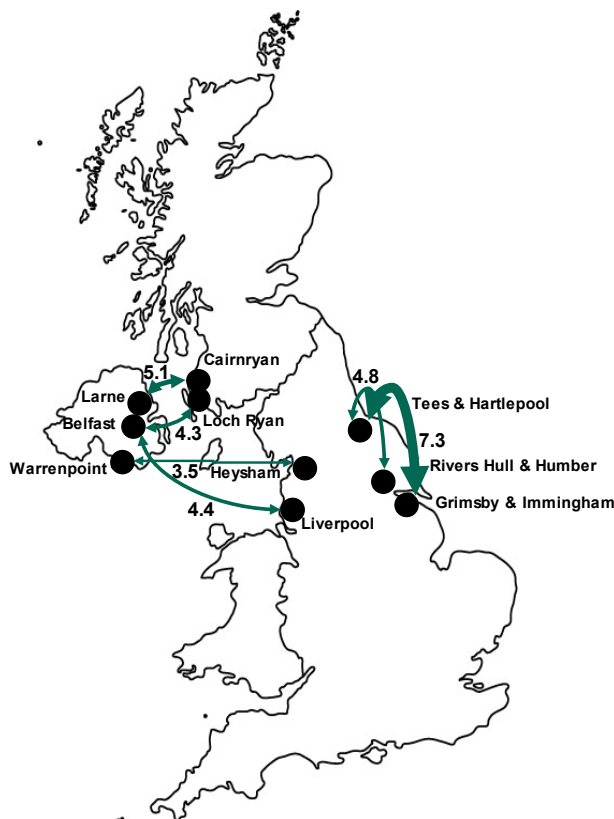 Cairnryan
5.1
4.8
Larne
Tees & Hartlepool
Belfast
Loch Ryan
4.3
7.3
Warrenpoint
3.5
Heysham
Rivers Hull & Humber
Grimsby & Immingham
4.4
Liverpool